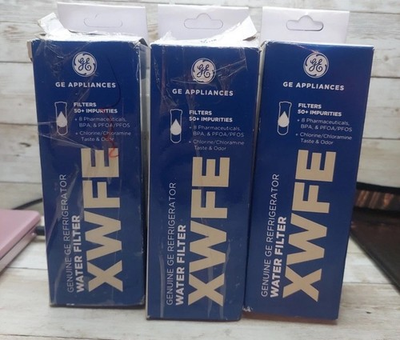 GE
GE APPLIANCES
FILTERS
50+ IMPURITIES
• 8 Pharmaceuticals,
BPA, & PFOA/PFOS
• Chlorine/Chloramine
Taste & Odor
GENUINE GE REFRIGERATOR
WATER FILTER
XWFE
GE
GE APPLIANCES
FILTERS
50+ IMPURITIES
• 8 Pharmaceuticals,
BPA, & PFOA/PFOS
• Chlorine/Chloramine
Taste & Odor
GENUINE GE REFRIGERATOR
WATER FILTER
XWFE
GE
GE APPLIANCES
FILTERS
50+ IMPURITIES
• 8 Pharmaceuticals,
BPA, & PFOA/PFOS
• Chlorine/Chloramine
Taste & Odor
GENUINE GE REFRIGERATOR
WATER FILTER
XWFE